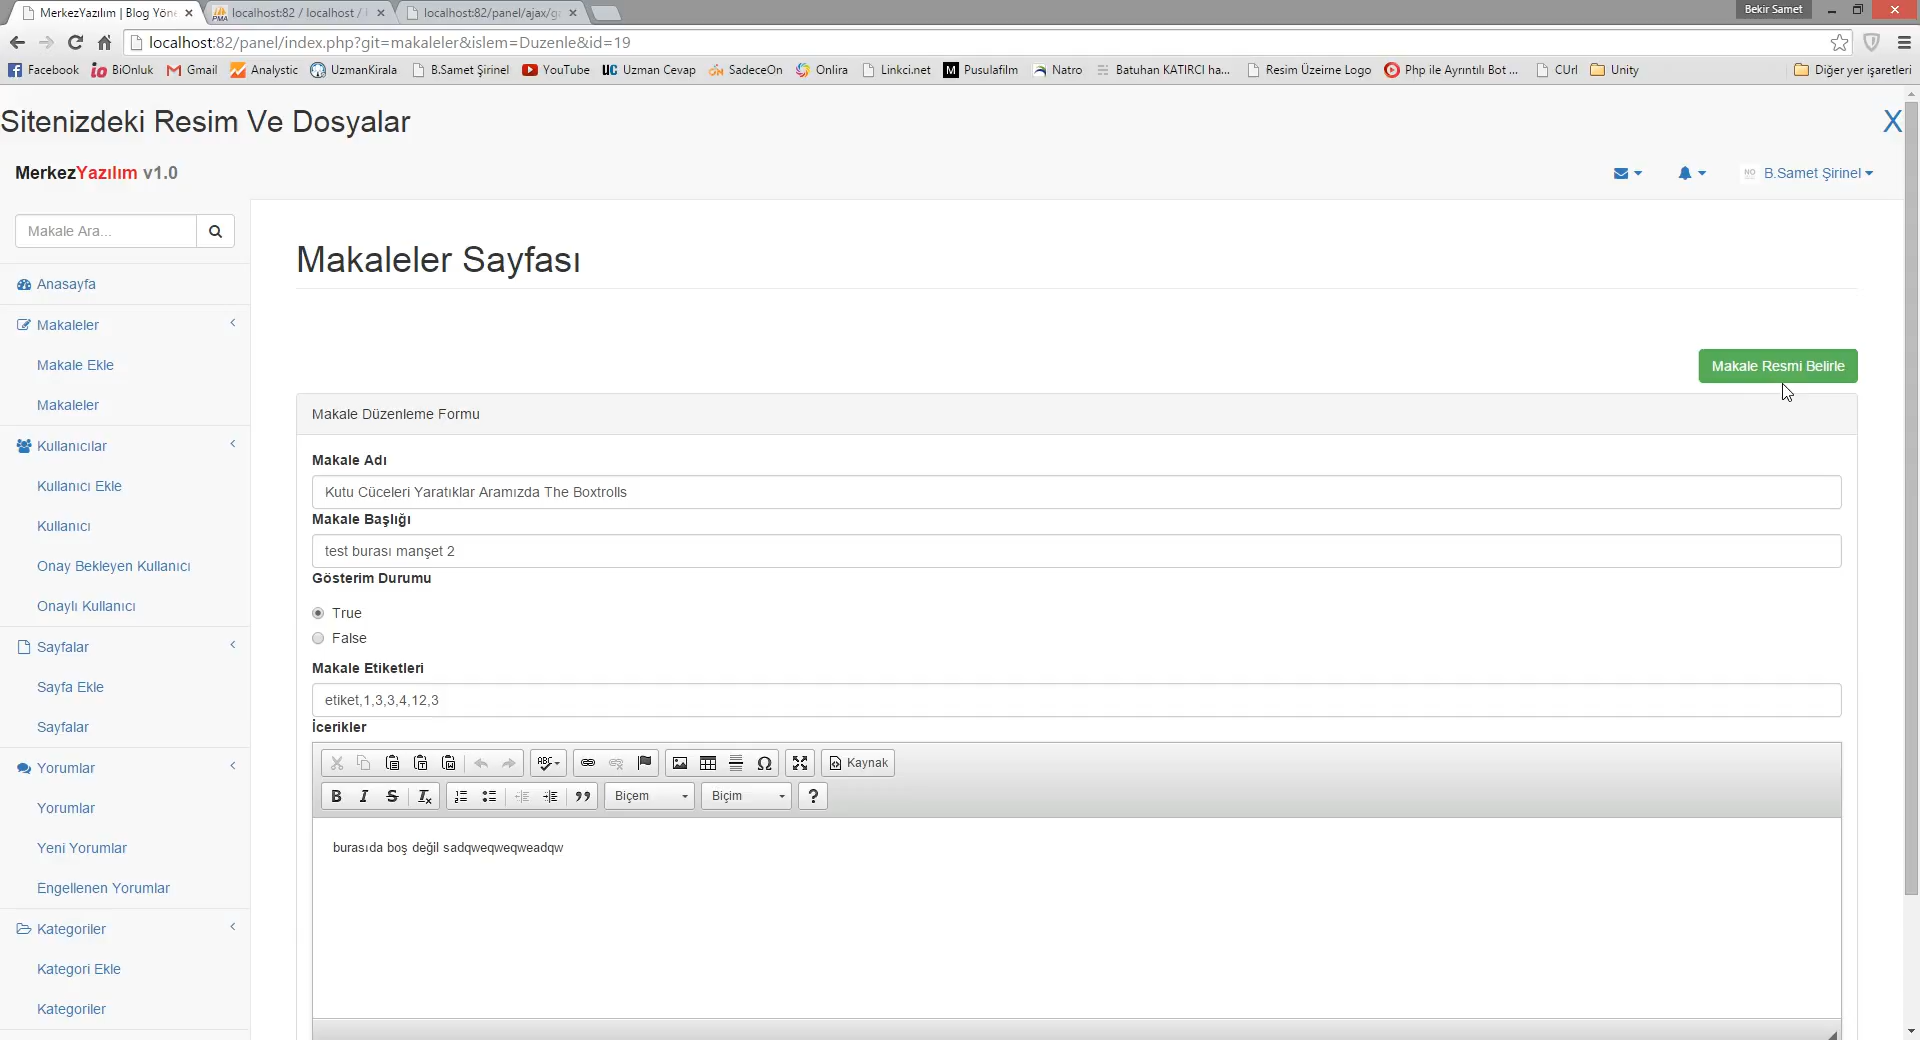 MerkezYazılım | Blog Yöne
localhost:82 / localhost /
localhost:82/panel/ajax/g
Bekir Samet
localhost:82/panel/index.php?git=makaleler&islem=Duzenle&id=19
Facebook BiOnluk Gmail Analystic UzmanKirala B.Samet Şirinel YouTube UC Uzman Cevap SadeceOn Onlira Linkci.net M Pusulafilm Natro Batuhan KATIRCI ha... Resim Üzeirne Logo Php ile Ayrıntılı Bot ... CUrl Unity Diğer yer işaretleri
Sitenizdeki Resim Ve Dosyalar X
MerkezYazılım v1.0
NO B.Samet Şirinel
Makale Ara...
Anasayfa
Makaleler
Makale Ekle
Makaleler
Kullanıcılar
Kullanıcı Ekle
Kullanıcı
Onay Bekleyen Kullanıcı
Onaylı Kullanıcı
Sayfalar
Sayfa Ekle
Sayfalar
Yorumlar
Yorumlar
Yeni Yorumlar
Engellenen Yorumlar
Kategoriler
Kategori Ekle
Kategoriler
Makaleler Sayfası
Makale Resmi Belirle
Makale Düzenleme Formu
Makale Adı
Kutu Cüceleri Yaratıklar Aramızda The Boxtrolls
Makale Başlığı
test burası manşet 2
Gösterim Durumu
True
False
Makale Etiketleri
etiket,1,3,3,4,12,3
İcerikler
ABC Ω Kaynak
B I S Ix Biçem Biçim ?
burasıda boş değil sadqweqweqweadqw